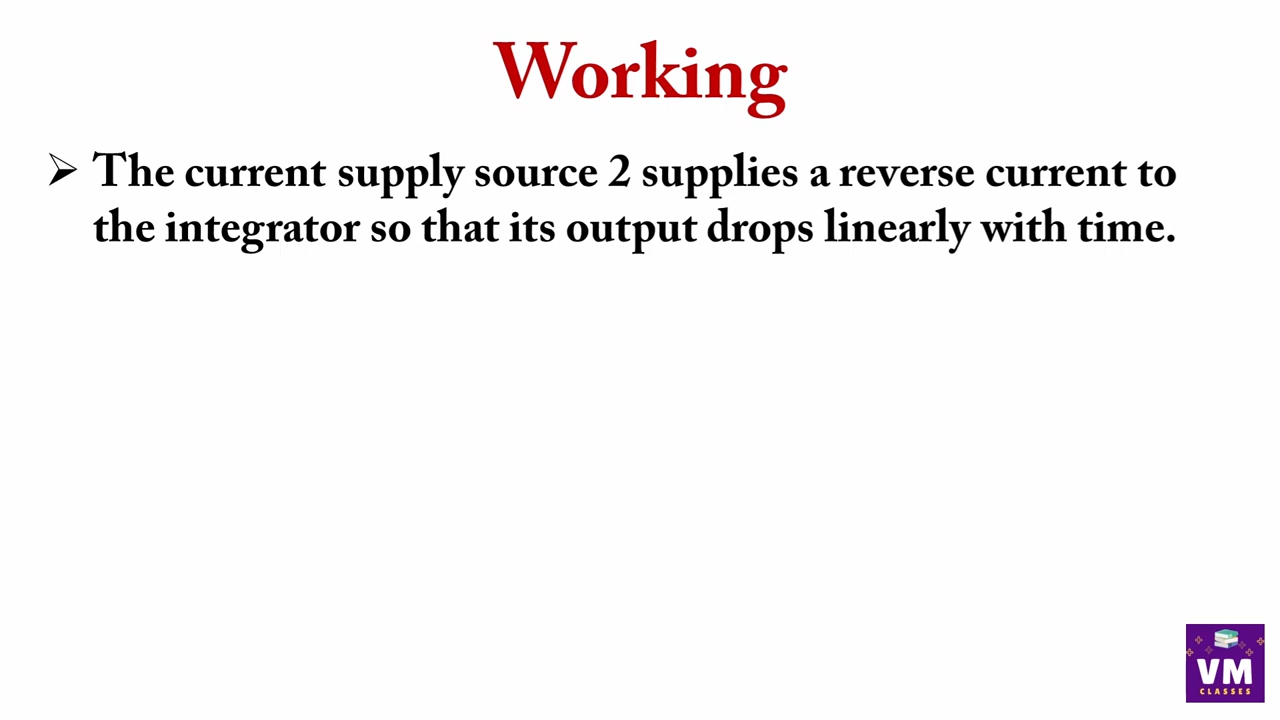 Working
➢ The current supply source 2 supplies a reverse current to
the integrator so that its output drops linearly with time.
VM
CLASSES